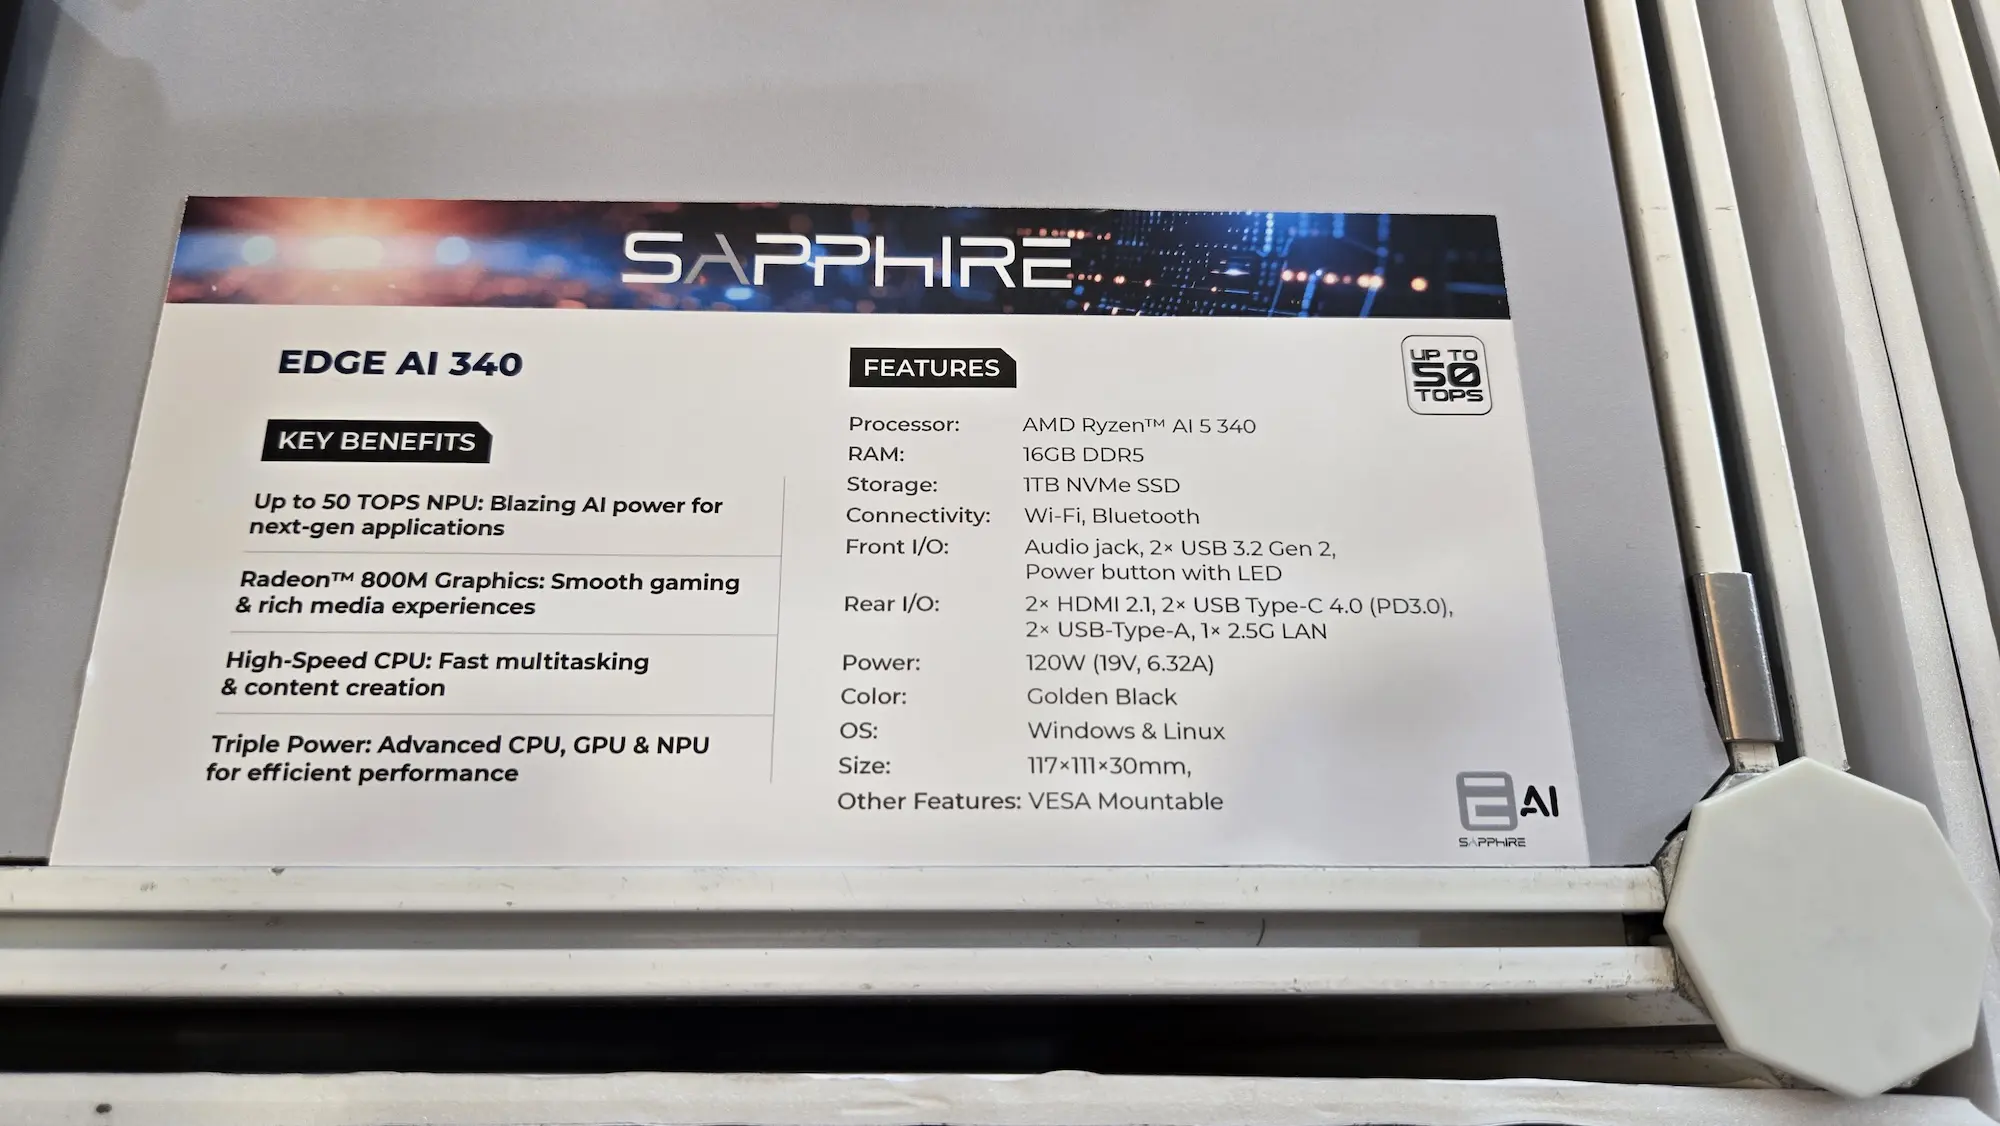 SAPPHIRE
EDGE AI 340
KEY BENEFITS
Up to 50 TOPS NPU: Blazing AI power for
next-gen applications
Radeon™ 800M Graphics: Smooth gaming
& rich media experiences
High-Speed CPU: Fast multitasking
& content creation
Triple Power: Advanced CPU, GPU & NPU
for efficient performance
FEATURES
UP TO
50
TOPS
Processor: AMD Ryzen™ AI 5 340
RAM: 16GB DDR5
Storage: 1TB NVMe SSD
Connectivity: Wi-Fi, Bluetooth
Front I/O: Audio jack, 2× USB 3.2 Gen 2,
Power button with LED
Rear I/O: 2× HDMI 2.1, 2× USB Type-C 4.0 (PD3.0),
2× USB-Type-A, 1× 2.5G LAN
Power: 120W (19V, 6.32A)
Color: Golden Black
OS: Windows & Linux
Size: 117×111×30mm,
Other Features: VESA Mountable
AI
SAPPHIRE